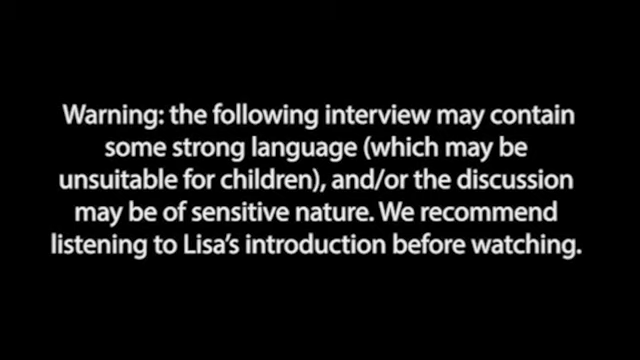 Warning: the following interview may contain
some strong language (which may be
unsuitable for children), and/or the discussion
may be of sensitive nature. We recommend
listening to Lisa's introduction before watching.